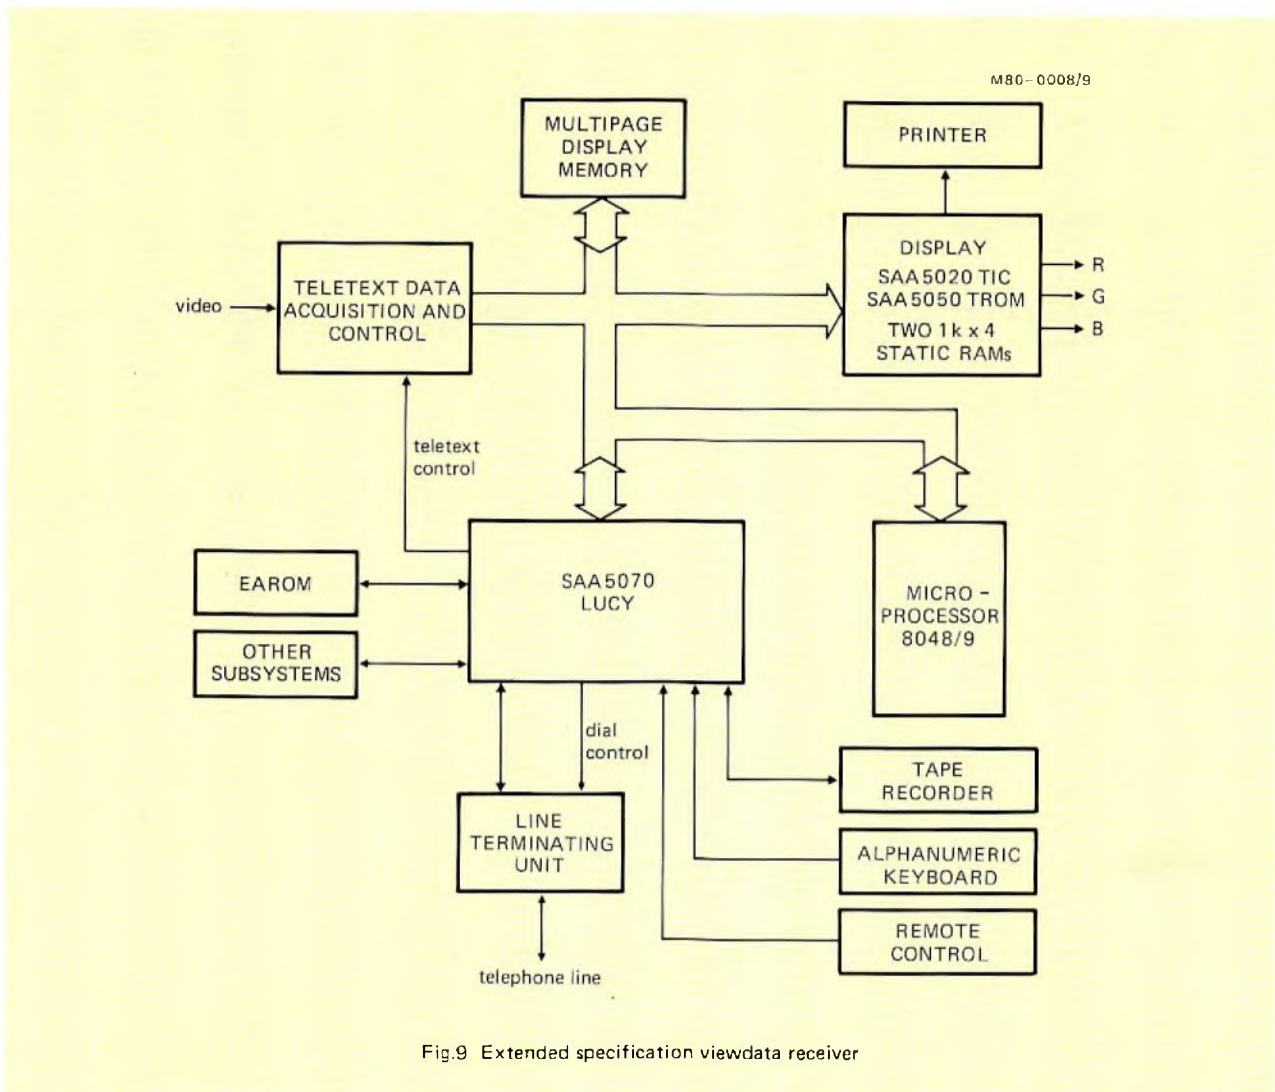 M80-0008/9
MULTIPAGE
DISPLAY
MEMORY
PRINTER
TELETEXT DATA
ACQUISITION AND
CONTROL
video
DISPLAY
SAA5020 TIC
SAA5050 TROM
TWO 1k x 4
STATIC RAMs
R
G
B
teletext
control
EAROM
OTHER
SUBSYSTEMS
SAA5070
LUCY
MICRO-
PROCESSOR
8048/9
dial
control
LINE
TERMINATING
UNIT
telephone line
TAPE
RECORDER
ALPHANUMERIC
KEYBOARD
REMOTE
CONTROL
Fig.9 Extended specification viewdata receiver